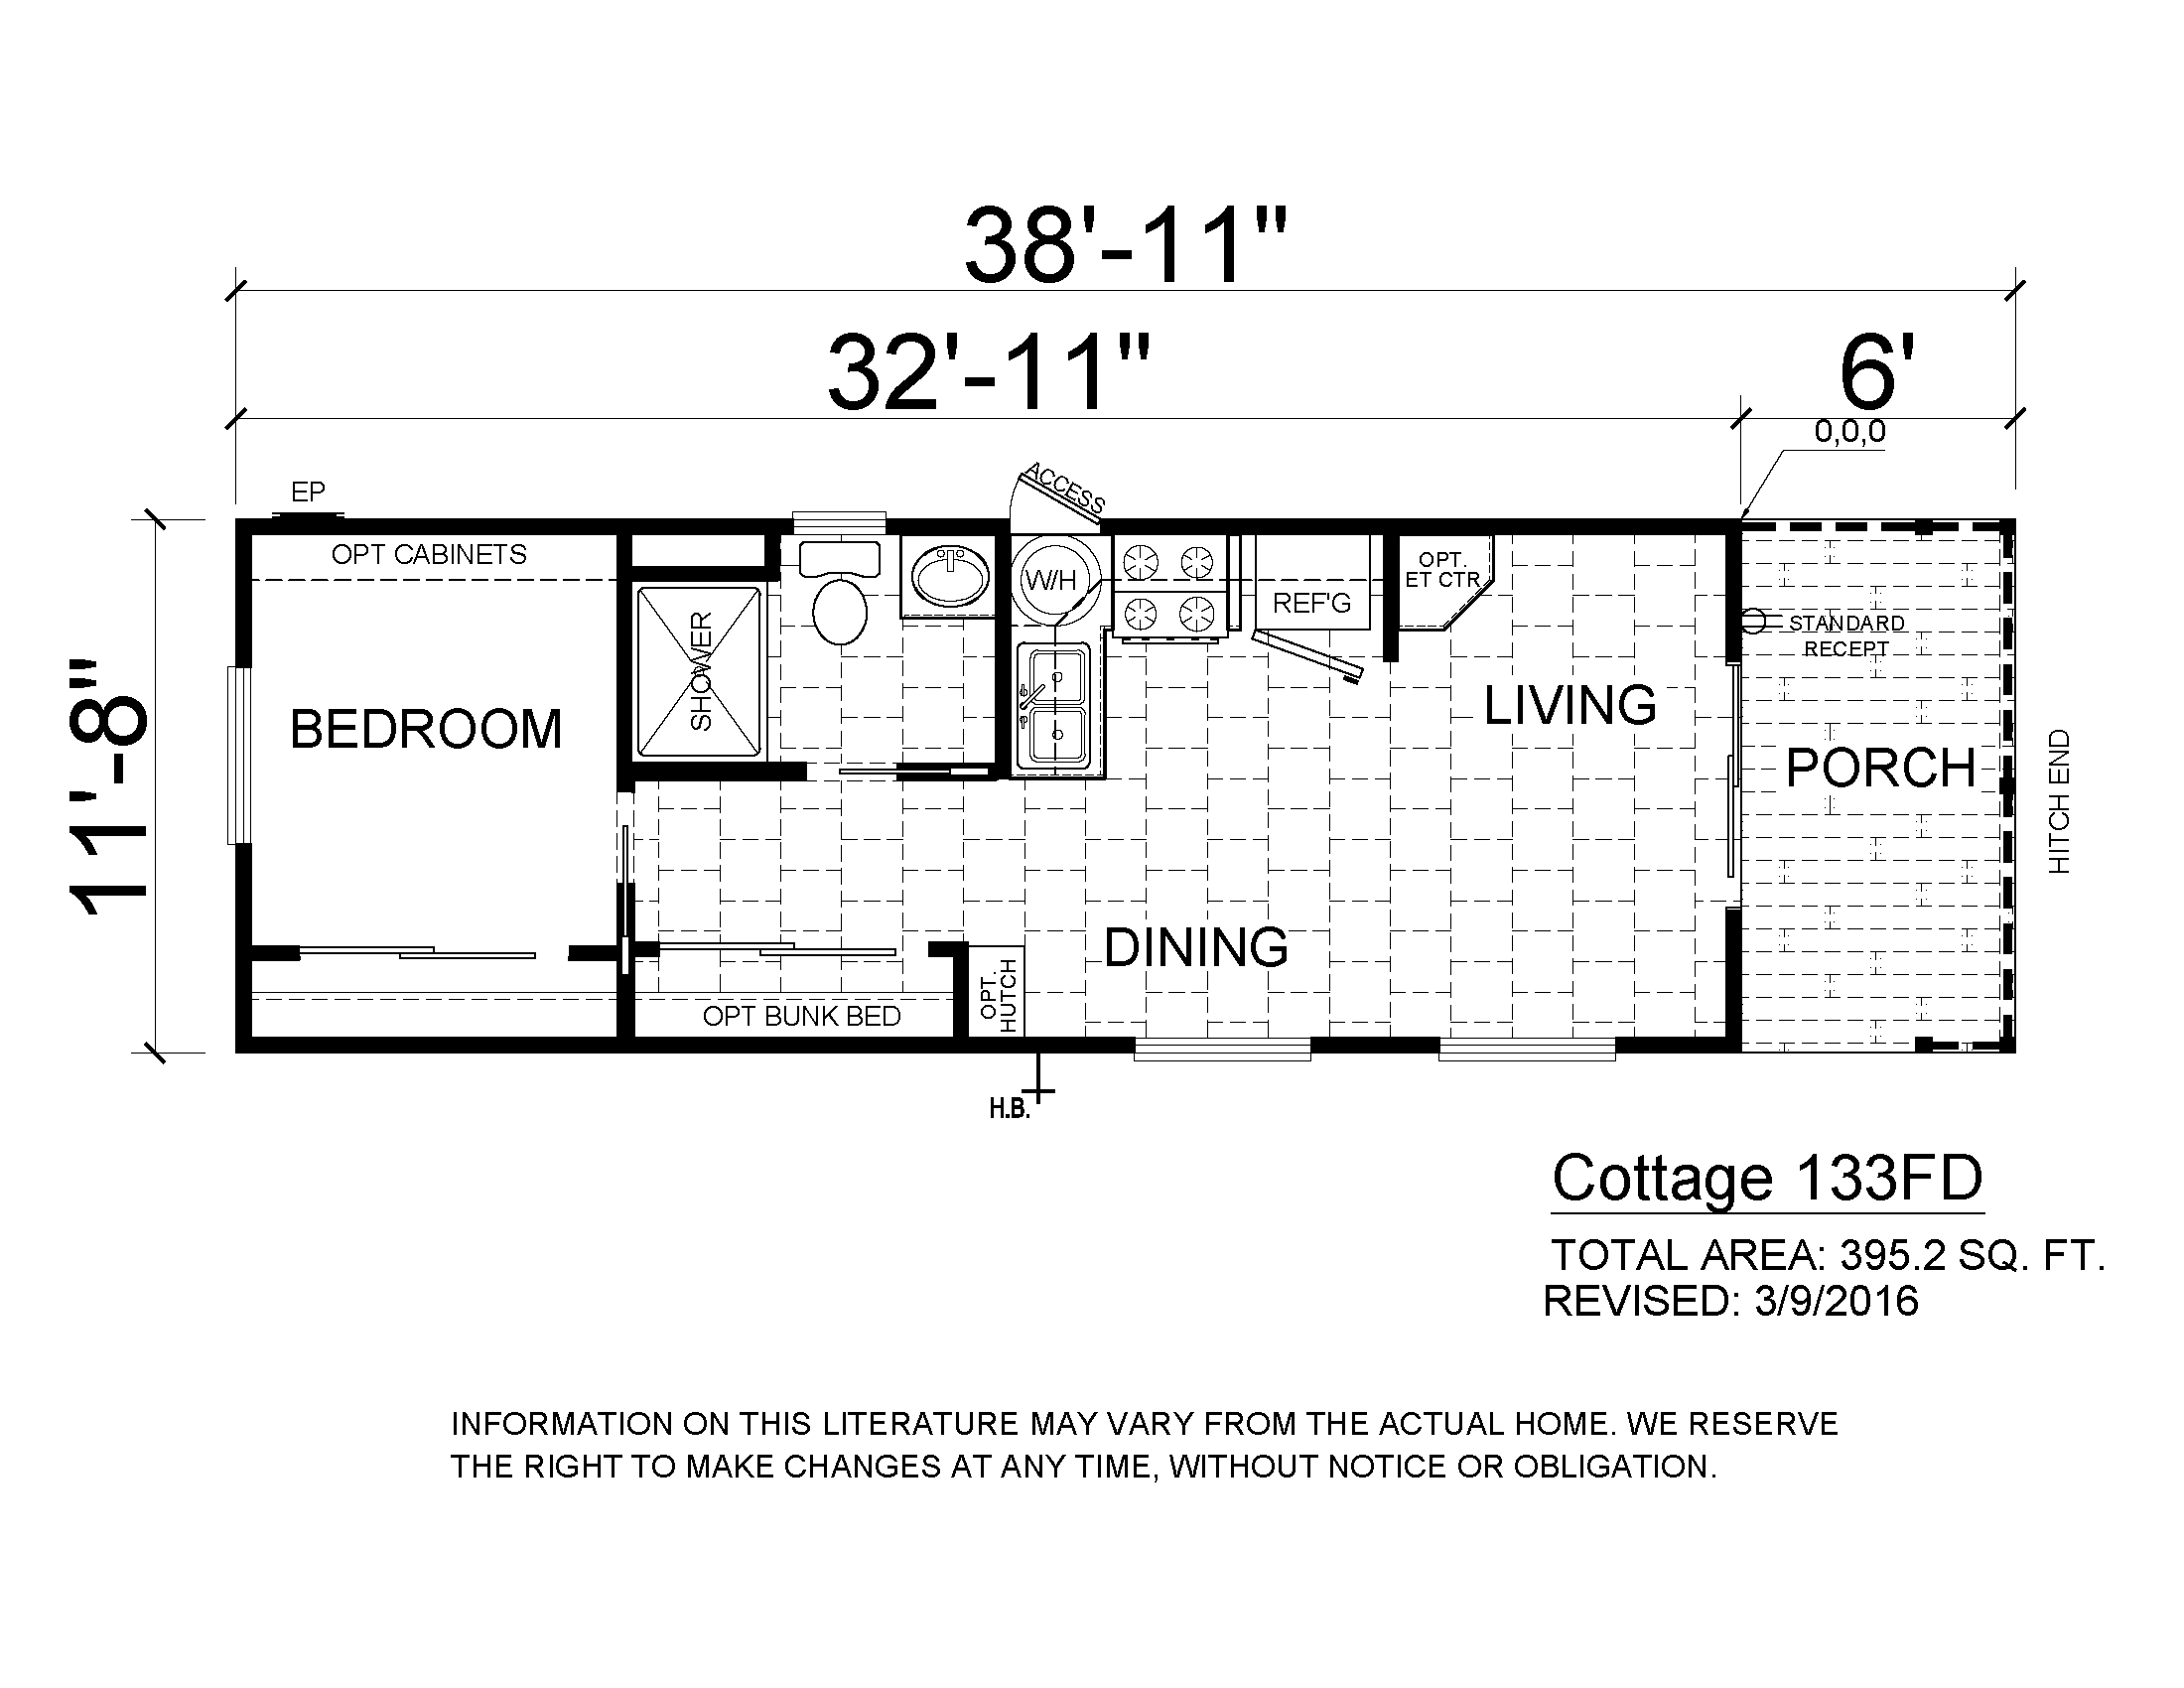 38'-11"
32'-11"
6'
0,0,0
ACCESS
EP
OPT CABINETS
W/H
OPT.
ET CTR
REF'G
SHOWER
STANDARD
RECEPT
LIVING
BEDROOM
PORCH
11'-8"
HITCH END
DINING
OPT.
HUTCH
OPT BUNK BED
H.B.
Cottage 133FD
TOTAL AREA: 395.2 SQ. FT.
REVISED: 3/9/2016
INFORMATION ON THIS LITERATURE MAY VARY FROM THE ACTUAL HOME. WE RESERVE
THE RIGHT TO MAKE CHANGES AT ANY TIME, WITHOUT NOTICE OR OBLIGATION.